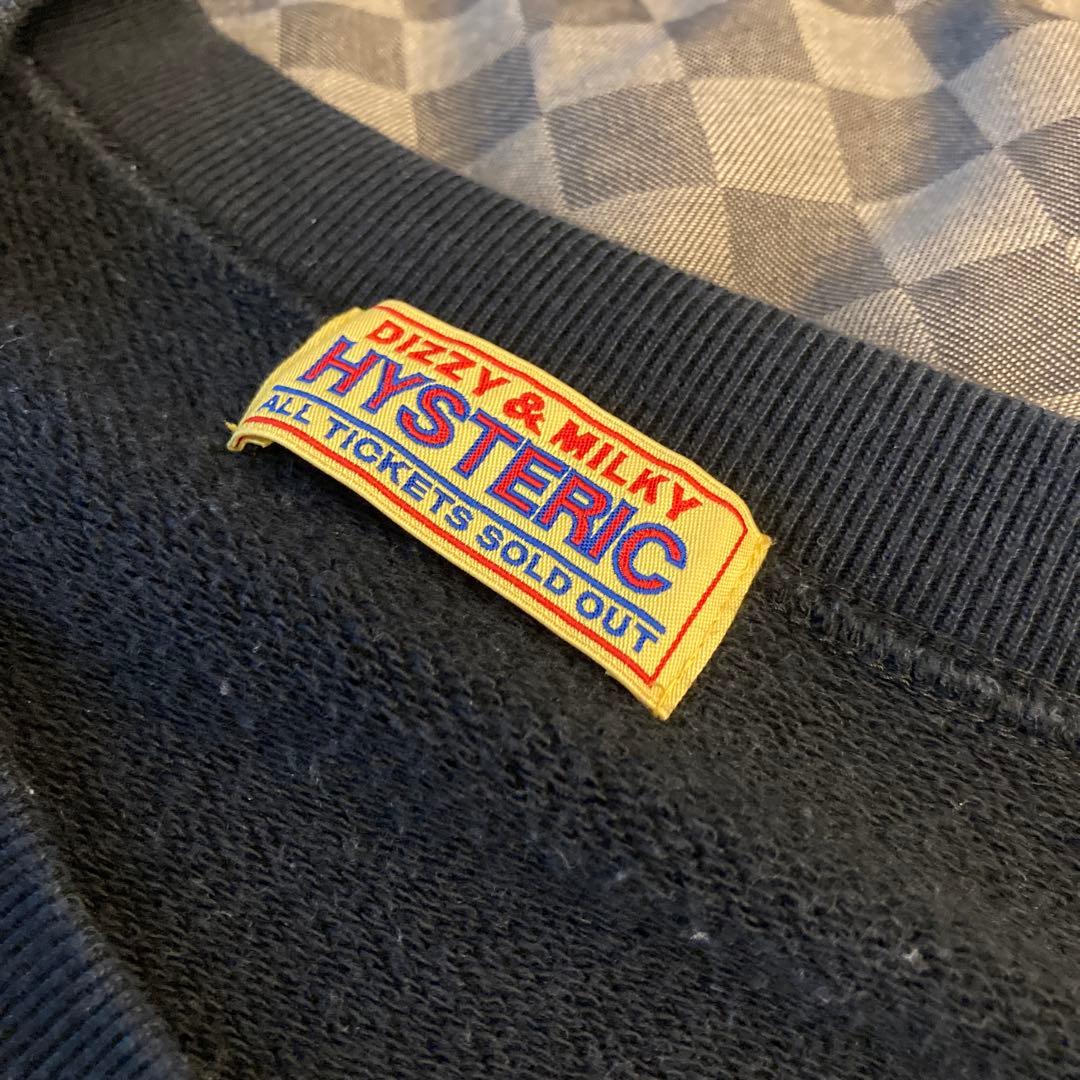 DIZZY & MILKY
HYSTERIC
ALL TICKETS SOLD OUT